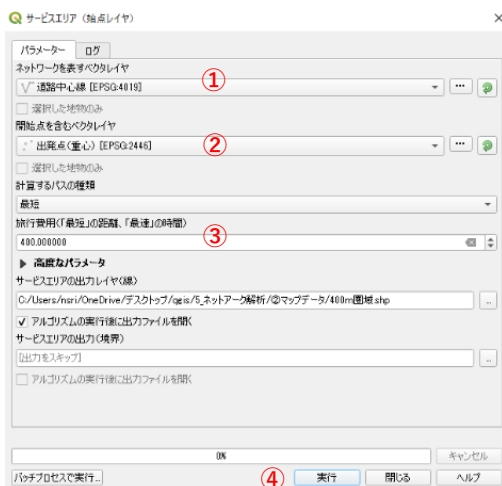 サービスエリア（始点レイヤ）
パラメーター ログ
ネットワークを表すベクタレイヤ
①
道路中心線 [EPSG:4019]
選択した地物のみ
開始点を含むベクタレイヤ
②
出発点(重心) [EPSG:2446]
選択した地物のみ
計算するパスの種類
最短
旅行費用(「最短」の距離、「最速」の時間)
③
400.000000
高度なパラメータ
サービスエリアの出力レイヤ(線)
C:/Users/nsri/OneDrive/デスクトップ/qgis/5_ネットアーク解析/②マップデータ/400m圏域.shp
アルゴリズムの実行後に出力ファイルを開く
サービスエリアの出力(境界)
[出力をスキップ]
アルゴリズムの実行後に出力ファイルを開く
0% キャンセル
バッチプロセスで実行... ④ 実行 閉じる ヘルプ